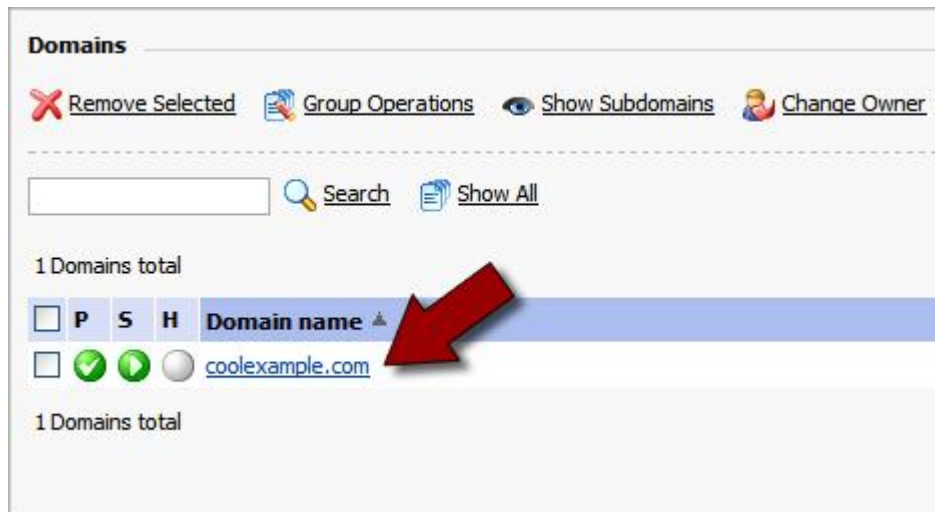 Domains
Remove Selected Group Operations Show Subdomains Change Owner
Search Show All
1 Domains total
P S H Domain name
coolexample.com
1 Domains total